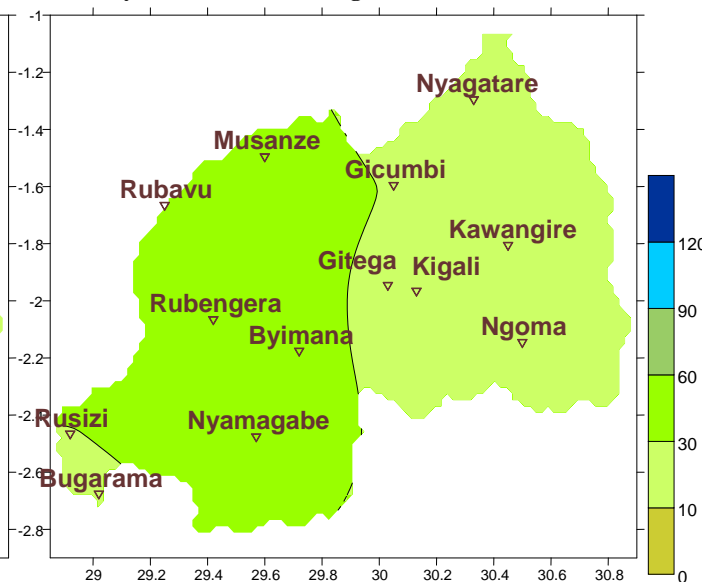 -1
-1.2
-1.4
-1.6
-1.8
-2
-2.2
-2.4
-2.6
-2.8
Nyagatare
Musanze
Gicumbi
Rubavu
Kawangire
Gitega
Kigali
Rubengera
Byimana
Ngoma
Rusizi
Nyamagabe
Bugarama
29
29.2
29.4
29.6
29.8
30
30.2
30.4
30.6
30.8
120
90
60
30
10
0